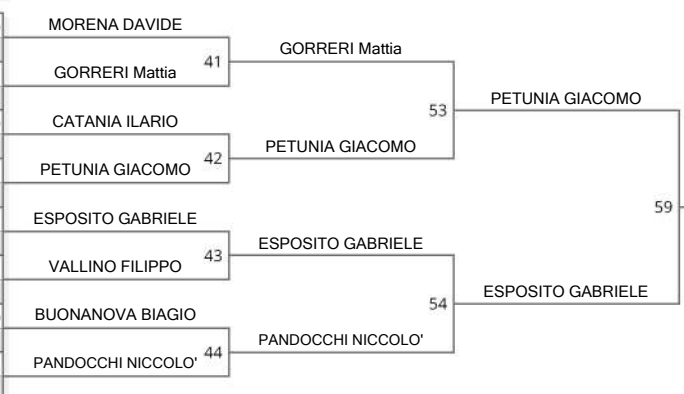 MORENA DAVIDE
GORRERI Mattia
41
GORRERI Mattia
PETUNIA GIACOMO
53
CATANIA ILARIO
42
PETUNIA GIACOMO
PETUNIA GIACOMO
59
ESPOSITO GABRIELE
43
ESPOSITO GABRIELE
VALLINO FILIPPO
54
ESPOSITO GABRIELE
BUONANOVA BIAGIO
44
PANDOCCHI NICCOLO'
PANDOCCHI NICCOLO'